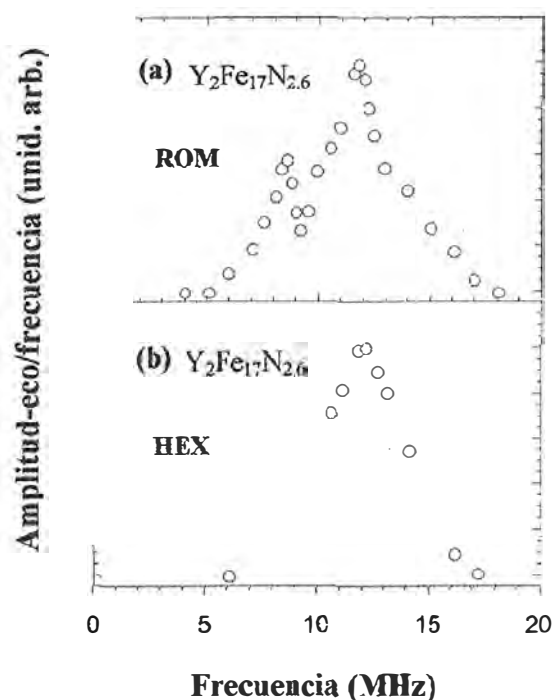 Amplitud-eco/frecuencia (unid. arb.)
(a) Y₂Fe₁₇N₂.₆
ROM
(b) Y₂Fe₁₇N₂.₆
HEX
0 5 10 15 20
Frecuencia (MHz)